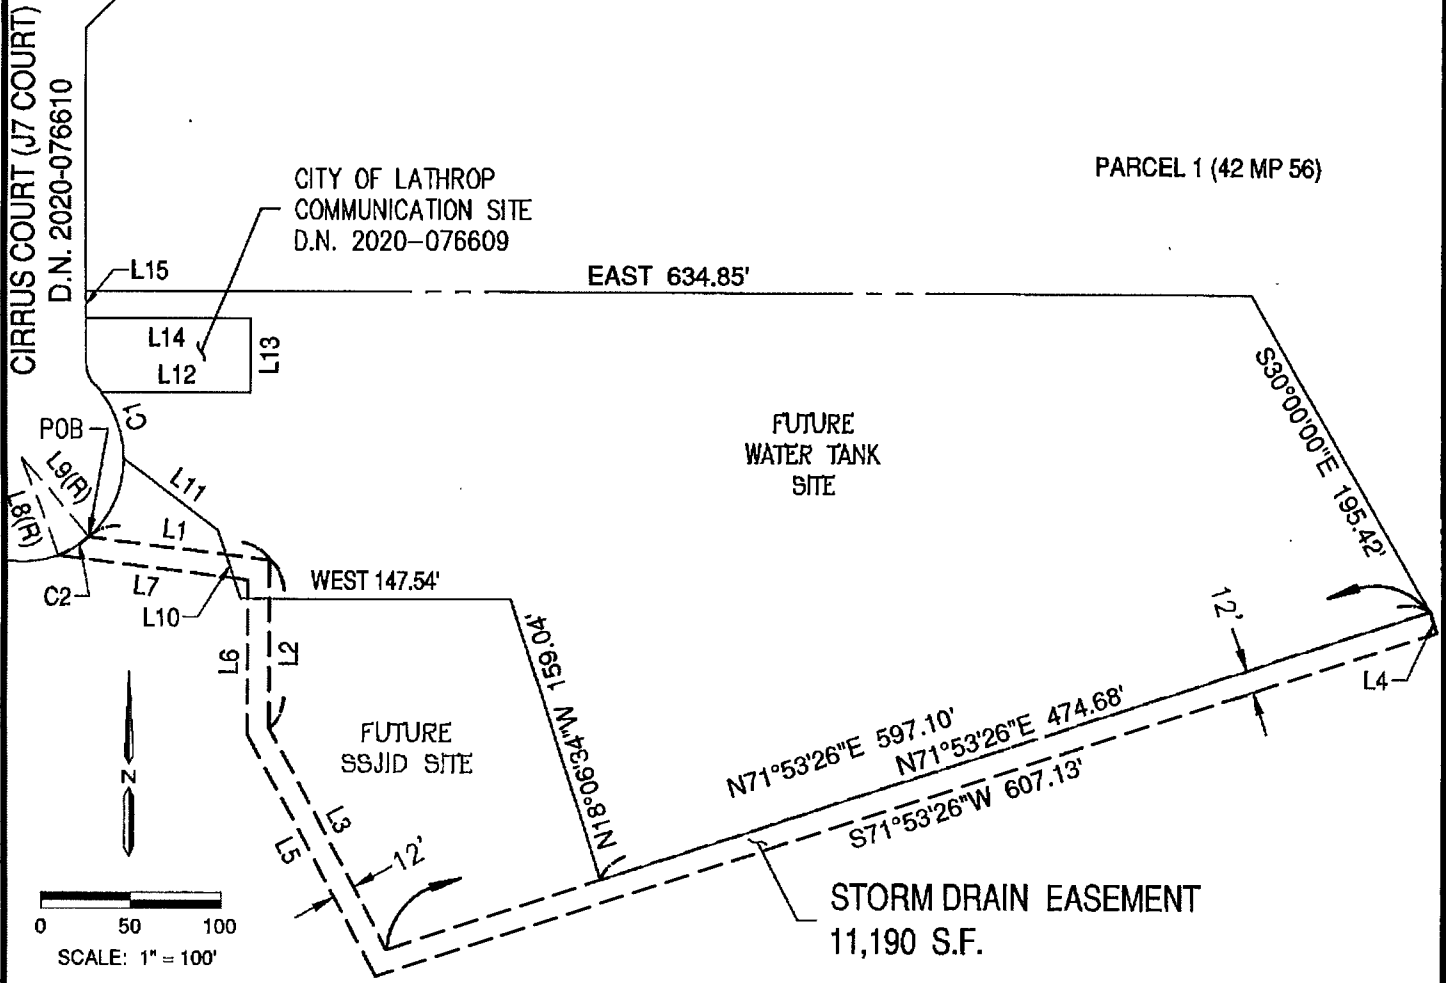 CIRRUS COURT (J7 COURT)
D.N. 2020-076610
CITY OF LATHROP
COMMUNICATION SITE
D.N. 2020-076609
PARCEL 1 (42 MP 56)
L15
EAST 634.85'
L14
L12
L13
C1
POB
L9(R)
L8(R)
L11
L1
L7
C2
L10
WEST 147.54'
FUTURE
WATER TANK
SITE
S30°00'00"E 195.42'
12'
L4
L6
L2
N18°06'34"W 159.04'
FUTURE
SSJID SITE
N71°53'26"E 597.10'
N71°53'26"E 474.68'
S71°53'26"W 607.13'
L3
L5
12'
N
STORM DRAIN EASEMENT
11,190 S.F.
0 50 100
SCALE: 1" = 100'